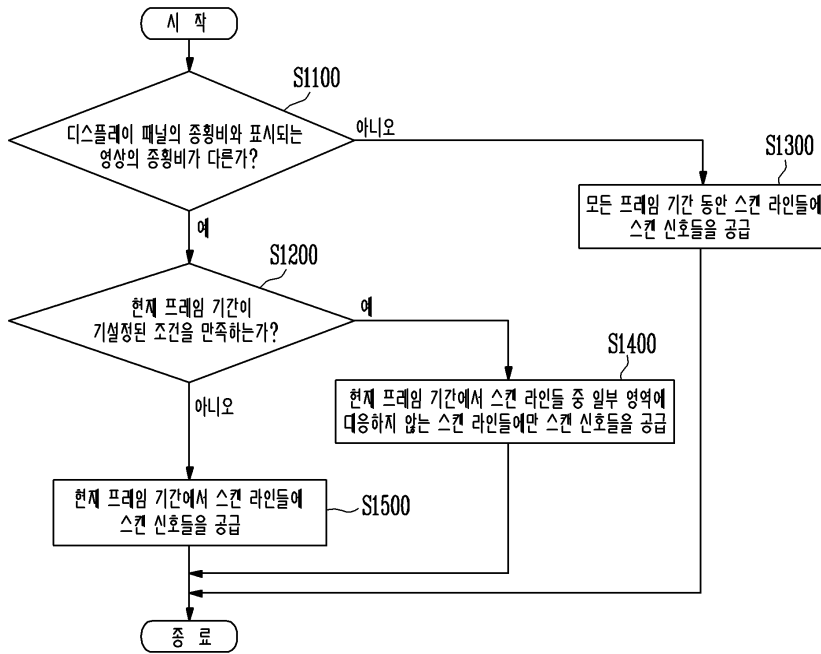 시 작
S1100
디스플레이 패널의 종횡비와 표시되는
영상의 종횡비가 다른가?
아니오
S1300
모든 프레임 기간 동안 스캔 라인들에
스캔 신호들을 공급
예
S1200
현재 프레임 기간이
기설정된 조건을 만족하는가?
예
S1400
현재 프레임 기간에서 스캔 라인들 중 일부 영역에
대응하지 않는 스캔 라인들에만 스캔 신호들을 공급
아니오
현재 프레임 기간에서 스캔 라인들에
스캔 신호들을 공급
S1500
종 료